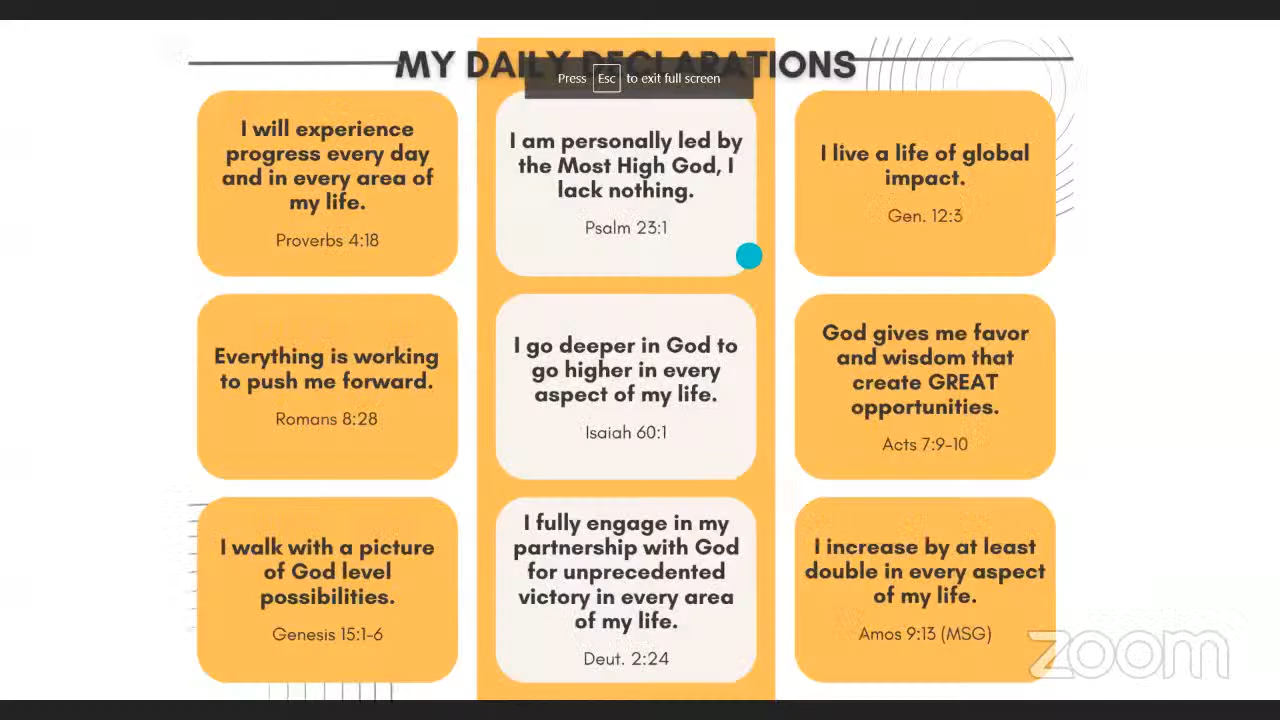 MY DAILY DECLARATIONS
Press Esc to exit full screen
I will experience
progress every day
and in every area of
my life.
Proverbs 4:18
I am personally led by
the Most High God, I
lack nothing.
Psalm 23:1
I live a life of global
impact.
Gen. 12:3
Everything is working
to push me forward.
Romans 8:28
I go deeper in God to
go higher in every
aspect of my life.
Isaiah 60:1
God gives me favor
and wisdom that
create GREAT
opportunities.
Acts 7:9-10
I walk with a picture
of God level
possibilities.
Genesis 15:1-6
I fully engage in my
partnership with God
for unprecedented
victory in every area
of my life.
Deut. 2:24
I increase by at least
double in every aspect
of my life.
Amos 9:13 (MSG)
zoom